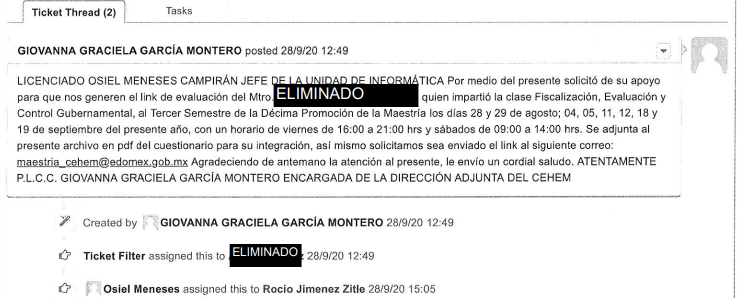 Ticket Thread (2) Tasks
GIOVANNA GRACIELA GARCÍA MONTERO posted 28/9/20 12:49
LICENCIADO OSIEL MENESES CAMPIRÁN JEFE DE LA UNIDAD DE INFORMÁTICA Por medio del presente solicitó de su apoyo
para que nos generen el link de evaluación del Mtro. ELIMINADO quien impartió la clase Fiscalización, Evaluación y
Control Gubernamental, al Tercer Semestre de la Décima Promoción de la Maestría los días 28 y 29 de agosto; 04, 05, 11, 12, 18 y
19 de septiembre del presente año, con un horario de viernes de 16:00 a 21:00 hrs y sábados de 09:00 a 14:00 hrs. Se adjunta al
presente archivo en pdf del cuestionario para su integración, así mismo solicitamos sea enviado el link al siguiente correo:
maestria_cehem@edomex.gob.mx Agradeciendo de antemano la atención al presente, le envío un cordial saludo. ATENTAMENTE
P.L.C.C. GIOVANNA GRACIELA GARCÍA MONTERO ENCARGADA DE LA DIRECCIÓN ADJUNTA DEL CEHEM
Created by GIOVANNA GRACIELA GARCÍA MONTERO 28/9/20 12:49
Ticket Filter assigned this to ELIMINADO 28/9/20 12:49
Osiel Meneses assigned this to Rocio Jimenez Zitle 28/9/20 15:05